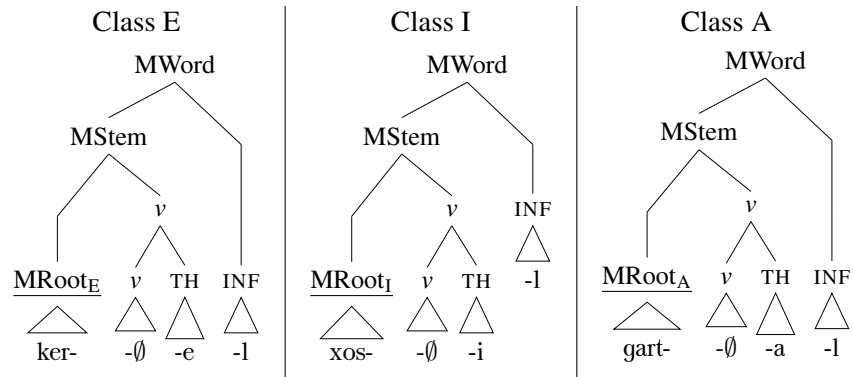 Class E Class I Class A
MWord MWord MWord
MStem MStem MStem
v v INF v
MRootE v TH INF MRootI v TH -l MRootA v TH INF
ker- -∅ -e -l xos- -∅ -i gart- -∅ -a -l